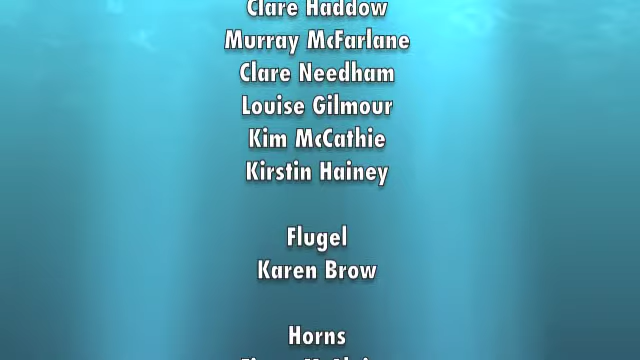 Clare Haddow
Murray McFarlane
Clare Needham
Louise Gilmour
Kim McCathie
Kirstin Hainey
Flugel
Karen Brow
Horns